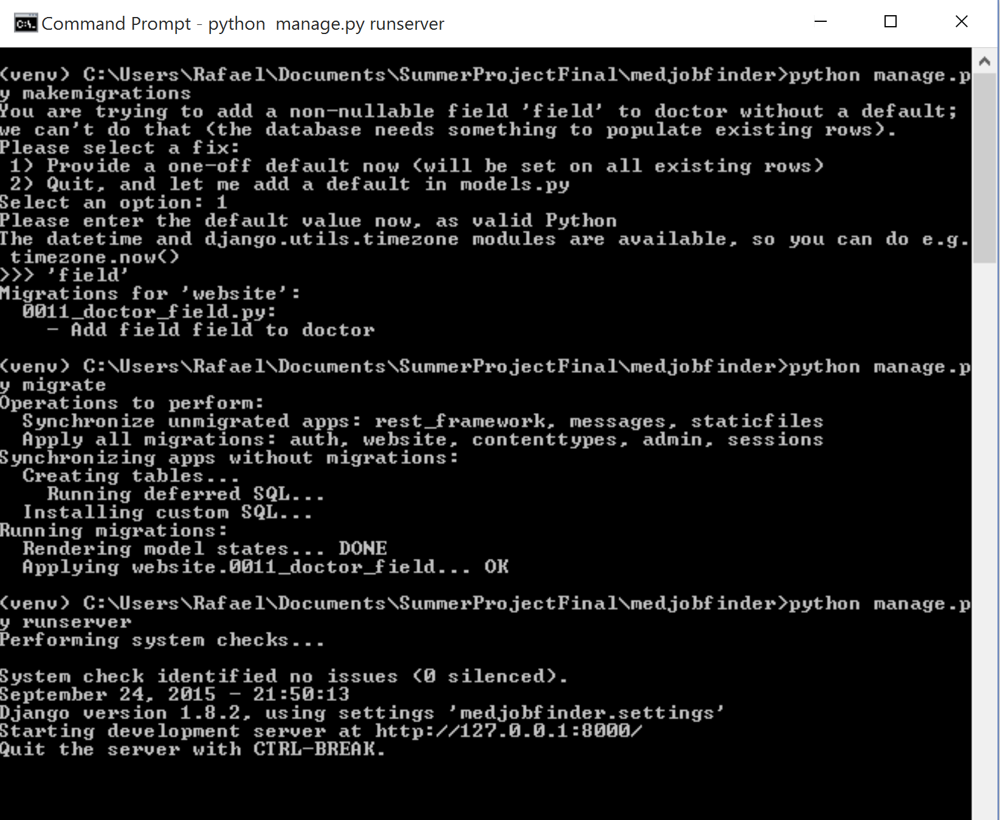 Command Prompt - python  manage.py runserver
(venv) C:\Users\Rafael\Documents\SummerProjectFinal\medjobfinder>python manage.p
y makemigrations
You are trying to add a non-nullable field 'field' to doctor without a default;
we can't do that (the database needs something to populate existing rows).
Please select a fix:
 1) Provide a one-off default now (will be set on all existing rows)
 2) Quit, and let me add a default in models.py
Select an option: 1
Please enter the default value now, as valid Python
The datetime and django.utils.timezone modules are available, so you can do e.g.
 timezone.now()
>>> 'field'
Migrations for 'website':
  0011_doctor_field.py:
    - Add field field to doctor
(venv) C:\Users\Rafael\Documents\SummerProjectFinal\medjobfinder>python manage.p
y migrate
Operations to perform:
  Synchronize unmigrated apps: rest_framework, messages, staticfiles
  Apply all migrations: auth, website, contenttypes, admin, sessions
Synchronizing apps without migrations:
  Creating tables...
    Running deferred SQL...
  Installing custom SQL...
Running migrations:
  Rendering model states... DONE
  Applying website.0011_doctor_field... OK
(venv) C:\Users\Rafael\Documents\SummerProjectFinal\medjobfinder>python manage.p
y runserver
Performing system checks...
System check identified no issues (0 silenced).
September 24, 2015 - 21:50:13
Django version 1.8.2, using settings 'medjobfinder.settings'
Starting development server at http://127.0.0.1:8000/
Quit the server with CTRL-BREAK.